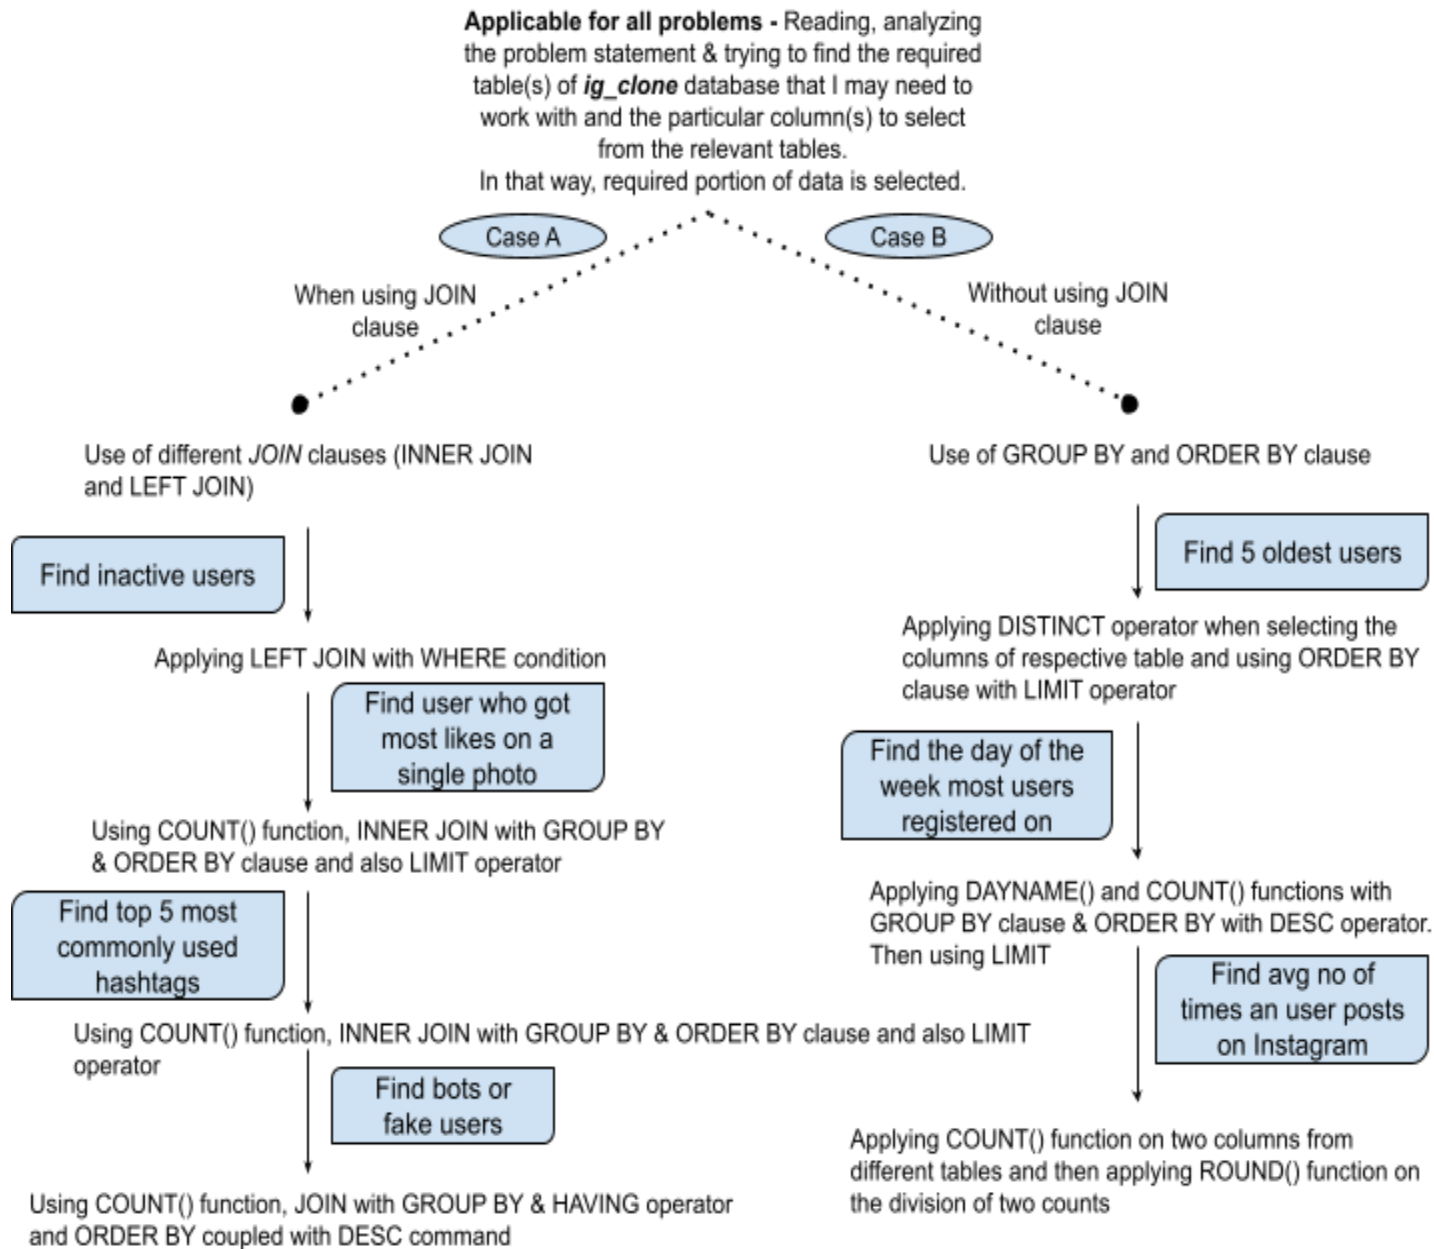 Applicable for all problems - Reading, analyzing
the problem statement & trying to find the required
table(s) of ig_clone database that I may need to
work with and the particular column(s) to select
from the relevant tables.
In that way, required portion of data is selected.
Case A
When using JOIN
clause
Use of different JOIN clauses (INNER JOIN
and LEFT JOIN)
Find inactive users
Applying LEFT JOIN with WHERE condition
Find user who got
most likes on a
single photo
Using COUNT() function, INNER JOIN with GROUP BY
& ORDER BY clause and also LIMIT operator
Find top 5 most
commonly used
hashtags
Using COUNT() function, INNER JOIN with GROUP BY & ORDER BY clause and also LIMIT
operator
Find bots or
fake users
Using COUNT() function, JOIN with GROUP BY & HAVING operator
and ORDER BY coupled with DESC command
Case B
Without using JOIN
clause
Use of GROUP BY and ORDER BY clause
Find 5 oldest users
Applying DISTINCT operator when selecting the
columns of respective table and using ORDER BY
clause with LIMIT operator
Find the day of the
week most users
registered on
Applying DAYNAME() and COUNT() functions with
GROUP BY clause & ORDER BY with DESC operator.
Then using LIMIT
Find avg no of
times an user posts
on Instagram
Applying COUNT() function on two columns from
different tables and then applying ROUND() function on
the division of two counts